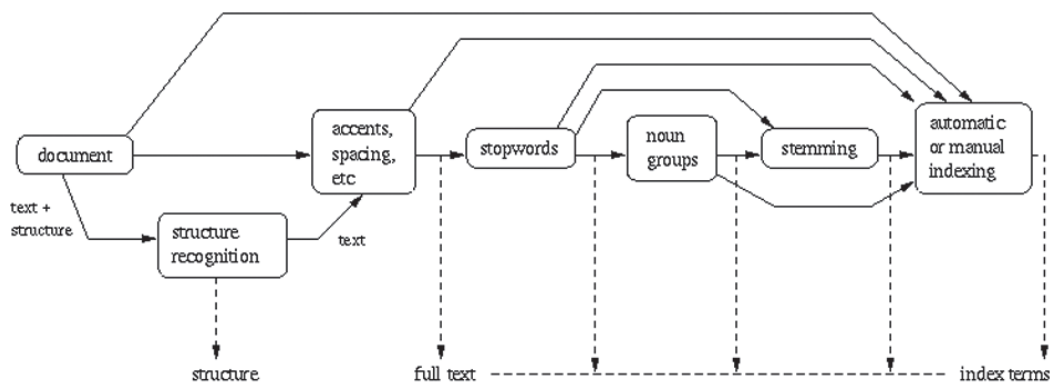 document
text +
structure
structure
recognition
text
accents,
spacing,
etc
stopwords
noun
groups
stemming
automatic
or manual
indexing
structure
full text
index terms